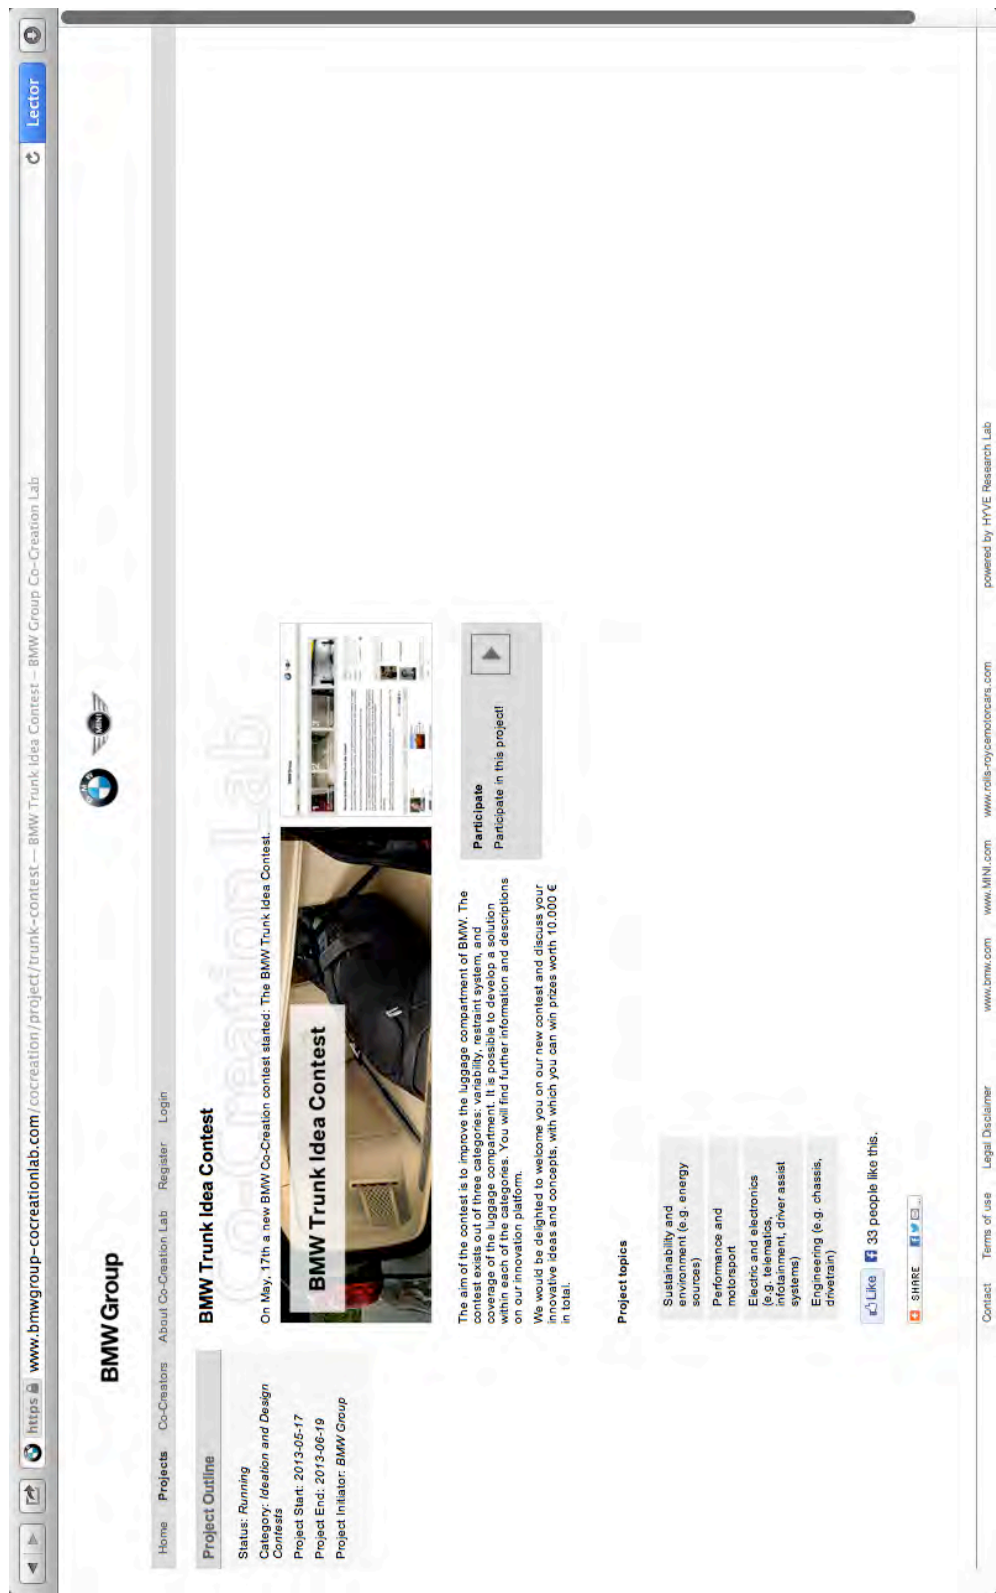 https www.bmwgroup-cocreationlab.com/cocreation/project/trunk-contest — BMW Trunk Idea Contest — BMW Group Co-Creation Lab
Lector
BMW Group
MINI
Home Projects Co-Creators About Co-Creation Lab Register Login
Co-Creation Lab
Project Outline
Status: Running
Category: Ideation and Design
Contests
Project Start: 2013-05-17
Project End: 2013-06-19
Project Initiator: BMW Group
BMW Trunk Idea Contest
On May, 17th a new BMW Co-Creation contest started: The BMW Trunk Idea Contest.
BMW Trunk Idea Contest
The aim of the contest is to improve the luggage compartment of BMW. The
contest exists out of three categories: variability, restraint system, and
coverage of the luggage compartment. It is possible to develop a solution
within each of the categories. You will find further information and descriptions
on our innovation platform.
We would be delighted to welcome you on our new contest and discuss your
innovative ideas and concepts, with which you can win prizes worth 10.000 €
in total.
Participate
Participate in this project!
Project topics
Sustainability and
environment (e.g. energy
sources)
Performance and
motorsport
Electric and electronics
(e.g. telematics,
infotainment, driver assist
systems)
Engineering (e.g. chassis,
drivetrain)
Like 33 people like this.
SHARE
Contact Terms of use Legal Disclaimer www.bmw.com www.MINI.com www.rolls-roycemotorcars.com powered by HYVE Research Lab